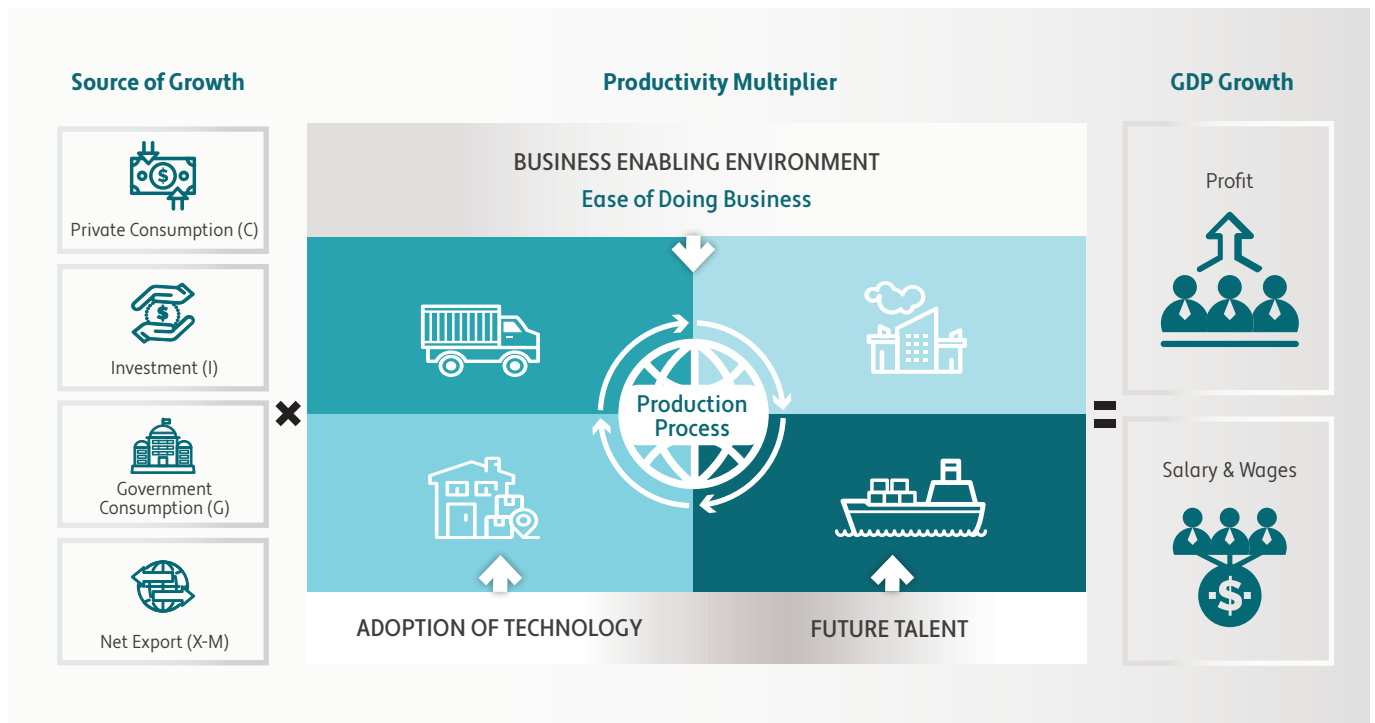 Source of Growth
Productivity Multiplier
GDP Growth
Private Consumption (C)
Investment (I)
Government
Consumption (G)
Net Export (X-M)
BUSINESS ENABLING ENVIRONMENT
Ease of Doing Business
Production
Process
ADOPTION OF TECHNOLOGY
FUTURE TALENT
Profit
Salary & Wages